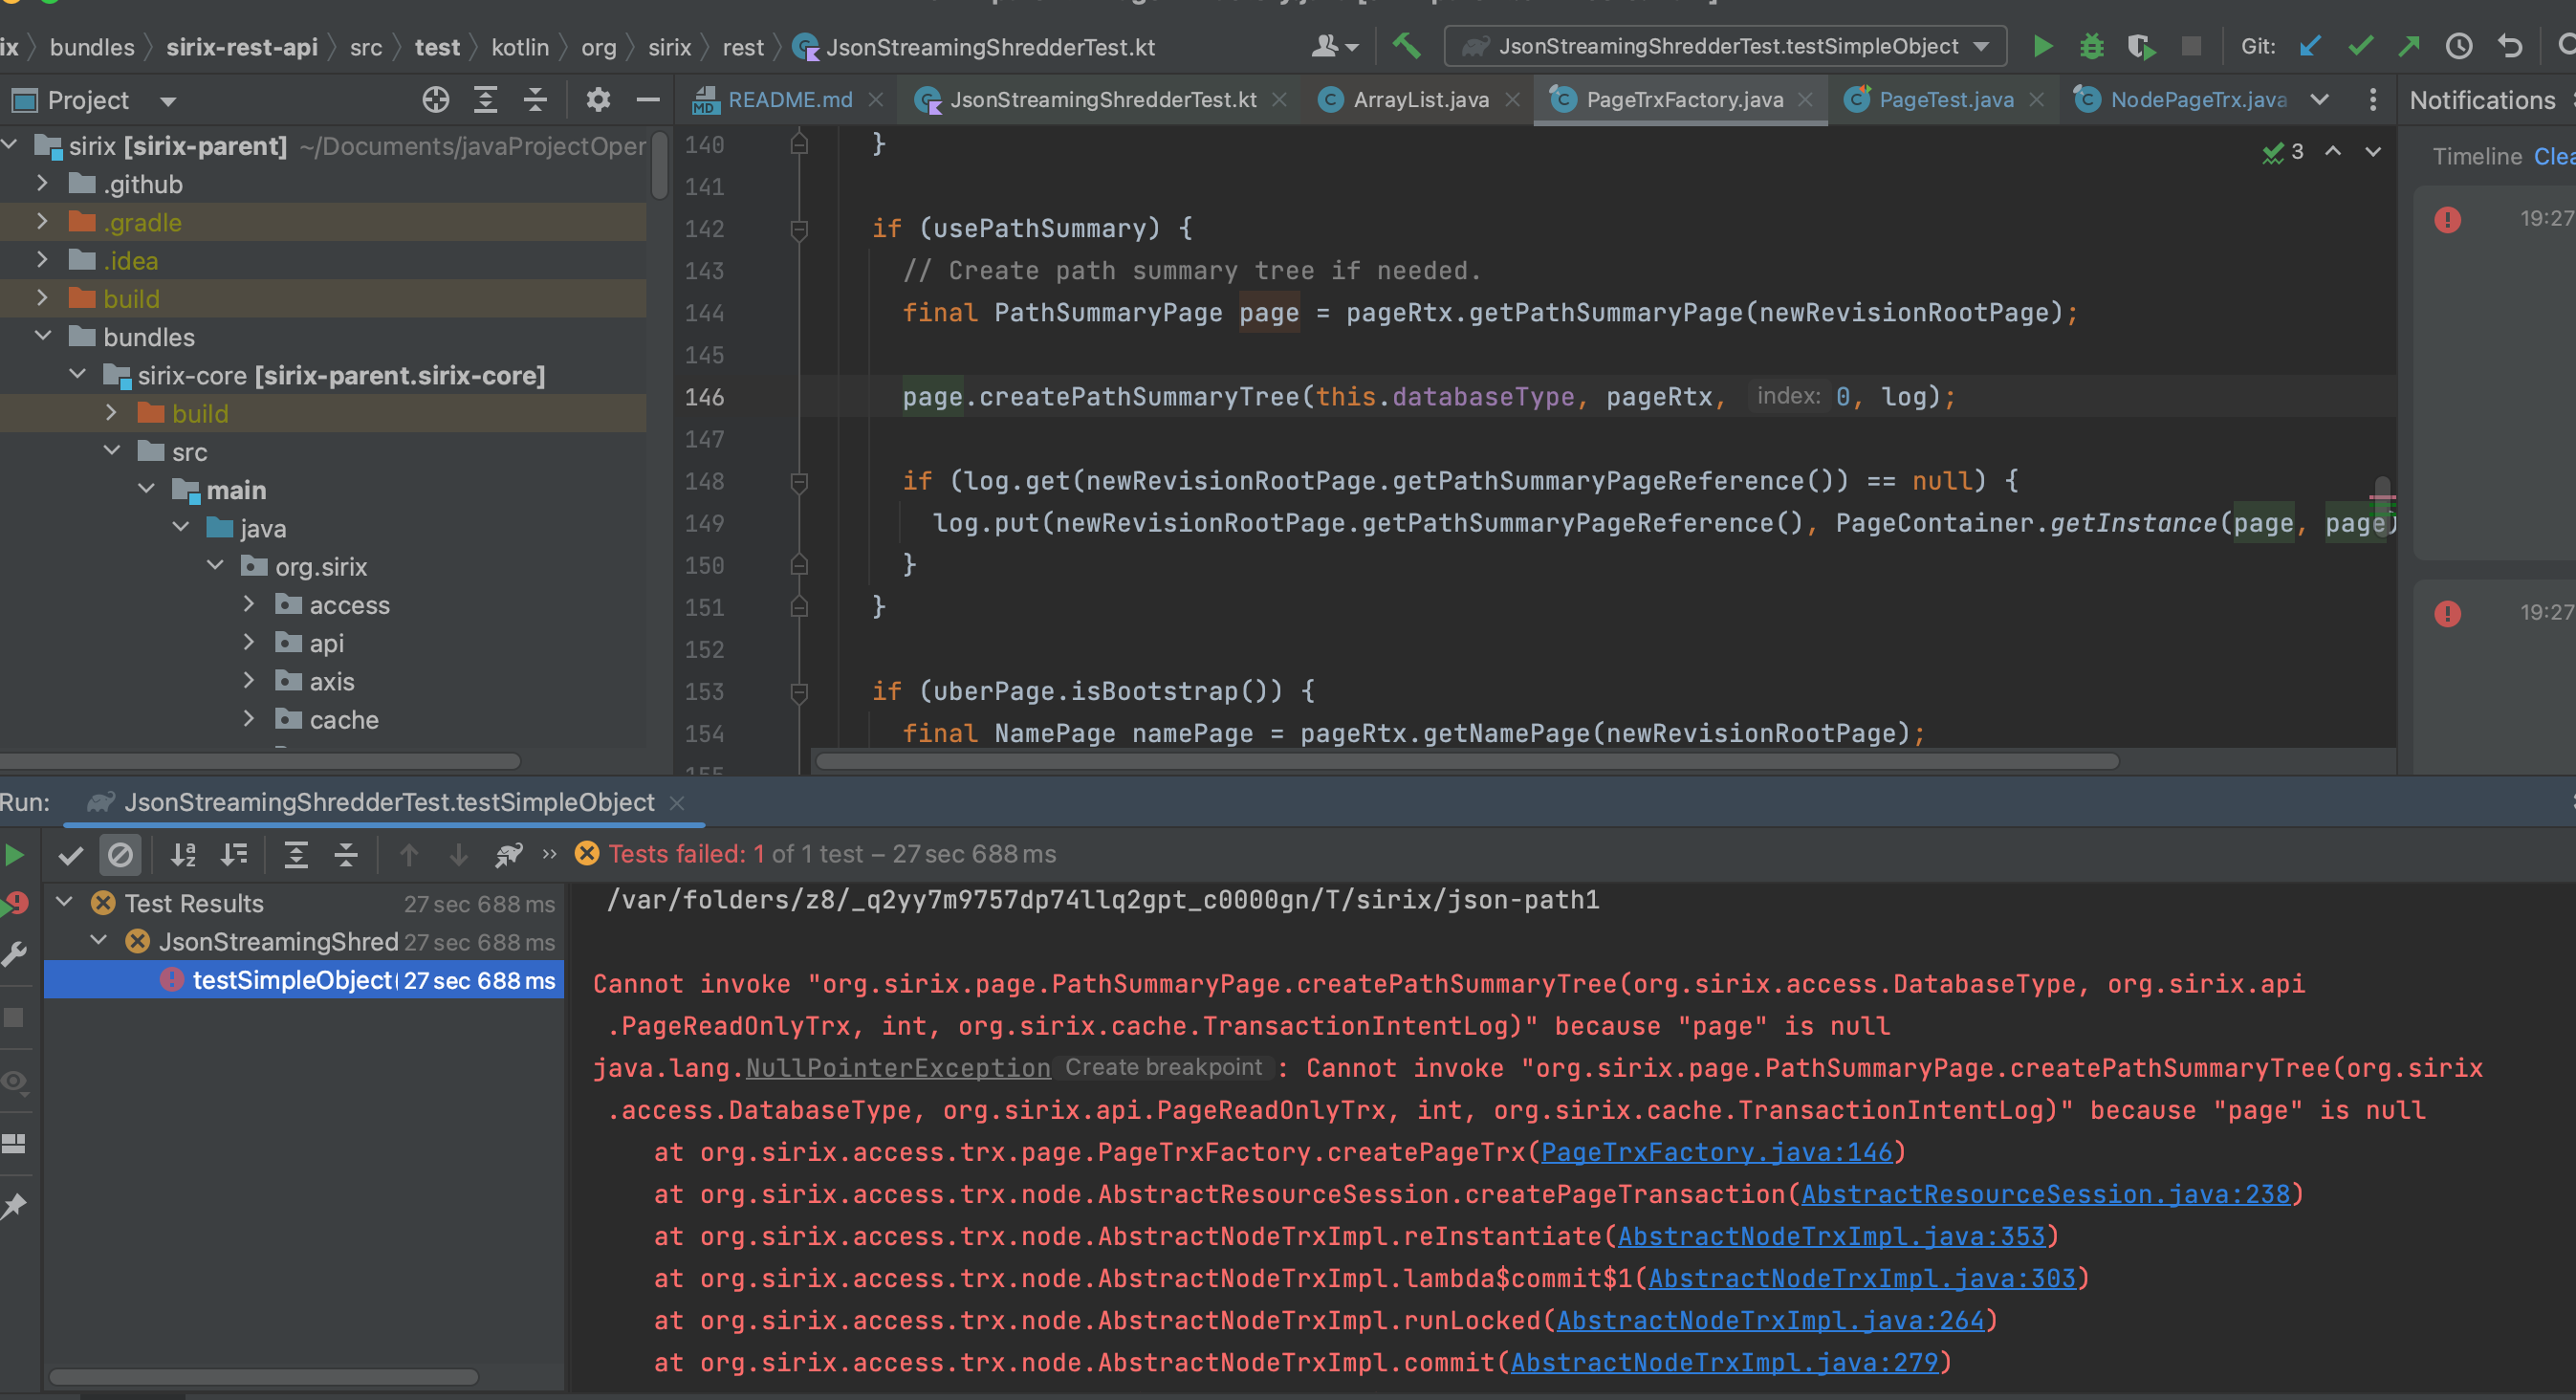 ix bundles sirix-rest-api src test kotlin org sirix rest JsonStreamingShredderTest.kt JsonStreamingShredderTest.testSimpleObject Git:
Project README.md JsonStreamingShredderTest.kt ArrayList.java PageTrxFactory.java PageTest.java NodePageTrx.java Notifications
sirix [sirix-parent] ~/Documents/javaProjectOper
.github
.gradle
.idea
build
bundles
sirix-core [sirix-parent.sirix-core]
build
src
main
java
org.sirix
access
api
axis
cache
140 }
141
142 if (usePathSummary) {
143 // Create path summary tree if needed.
144 final PathSummaryPage page = pageRtx.getPathSummaryPage(newRevisionRootPage);
145
146 page.createPathSummaryTree(this.databaseType, pageRtx, index: 0, log);
147
148 if (log.get(newRevisionRootPage.getPathSummaryPageReference()) == null) {
149 log.put(newRevisionRootPage.getPathSummaryPageReference(), PageContainer.getInstance(page, page)
150 }
151 }
152
153 if (uberPage.isBootstrap()) {
154 final NamePage namePage = pageRtx.getNamePage(newRevisionRootPage);
155
3
Timeline Clea
19:27
19:27
Run: JsonStreamingShredderTest.testSimpleObject
Tests failed: 1 of 1 test – 27 sec 688 ms
Test Results 27 sec 688 ms
JsonStreamingShred 27 sec 688 ms
testSimpleObject( 27 sec 688 ms
/var/folders/z8/_q2yy7m9757dp74llq2gpt_c0000gn/T/sirix/json-path1
Cannot invoke "org.sirix.page.PathSummaryPage.createPathSummaryTree(org.sirix.access.DatabaseType, org.sirix.api
.PageReadOnlyTrx, int, org.sirix.cache.TransactionIntentLog)" because "page" is null
java.lang.NullPointerException Create breakpoint : Cannot invoke "org.sirix.page.PathSummaryPage.createPathSummaryTree(org.sirix
.access.DatabaseType, org.sirix.api.PageReadOnlyTrx, int, org.sirix.cache.TransactionIntentLog)" because "page" is null
at org.sirix.access.trx.page.PageTrxFactory.createPageTrx(PageTrxFactory.java:146)
at org.sirix.access.trx.node.AbstractResourceSession.createPageTransaction(AbstractResourceSession.java:238)
at org.sirix.access.trx.node.AbstractNodeTrxImpl.reInstantiate(AbstractNodeTrxImpl.java:353)
at org.sirix.access.trx.node.AbstractNodeTrxImpl.lambda$commit$1(AbstractNodeTrxImpl.java:303)
at org.sirix.access.trx.node.AbstractNodeTrxImpl.runLocked(AbstractNodeTrxImpl.java:264)
at org.sirix.access.trx.node.AbstractNodeTrxImpl.commit(AbstractNodeTrxImpl.java:279)